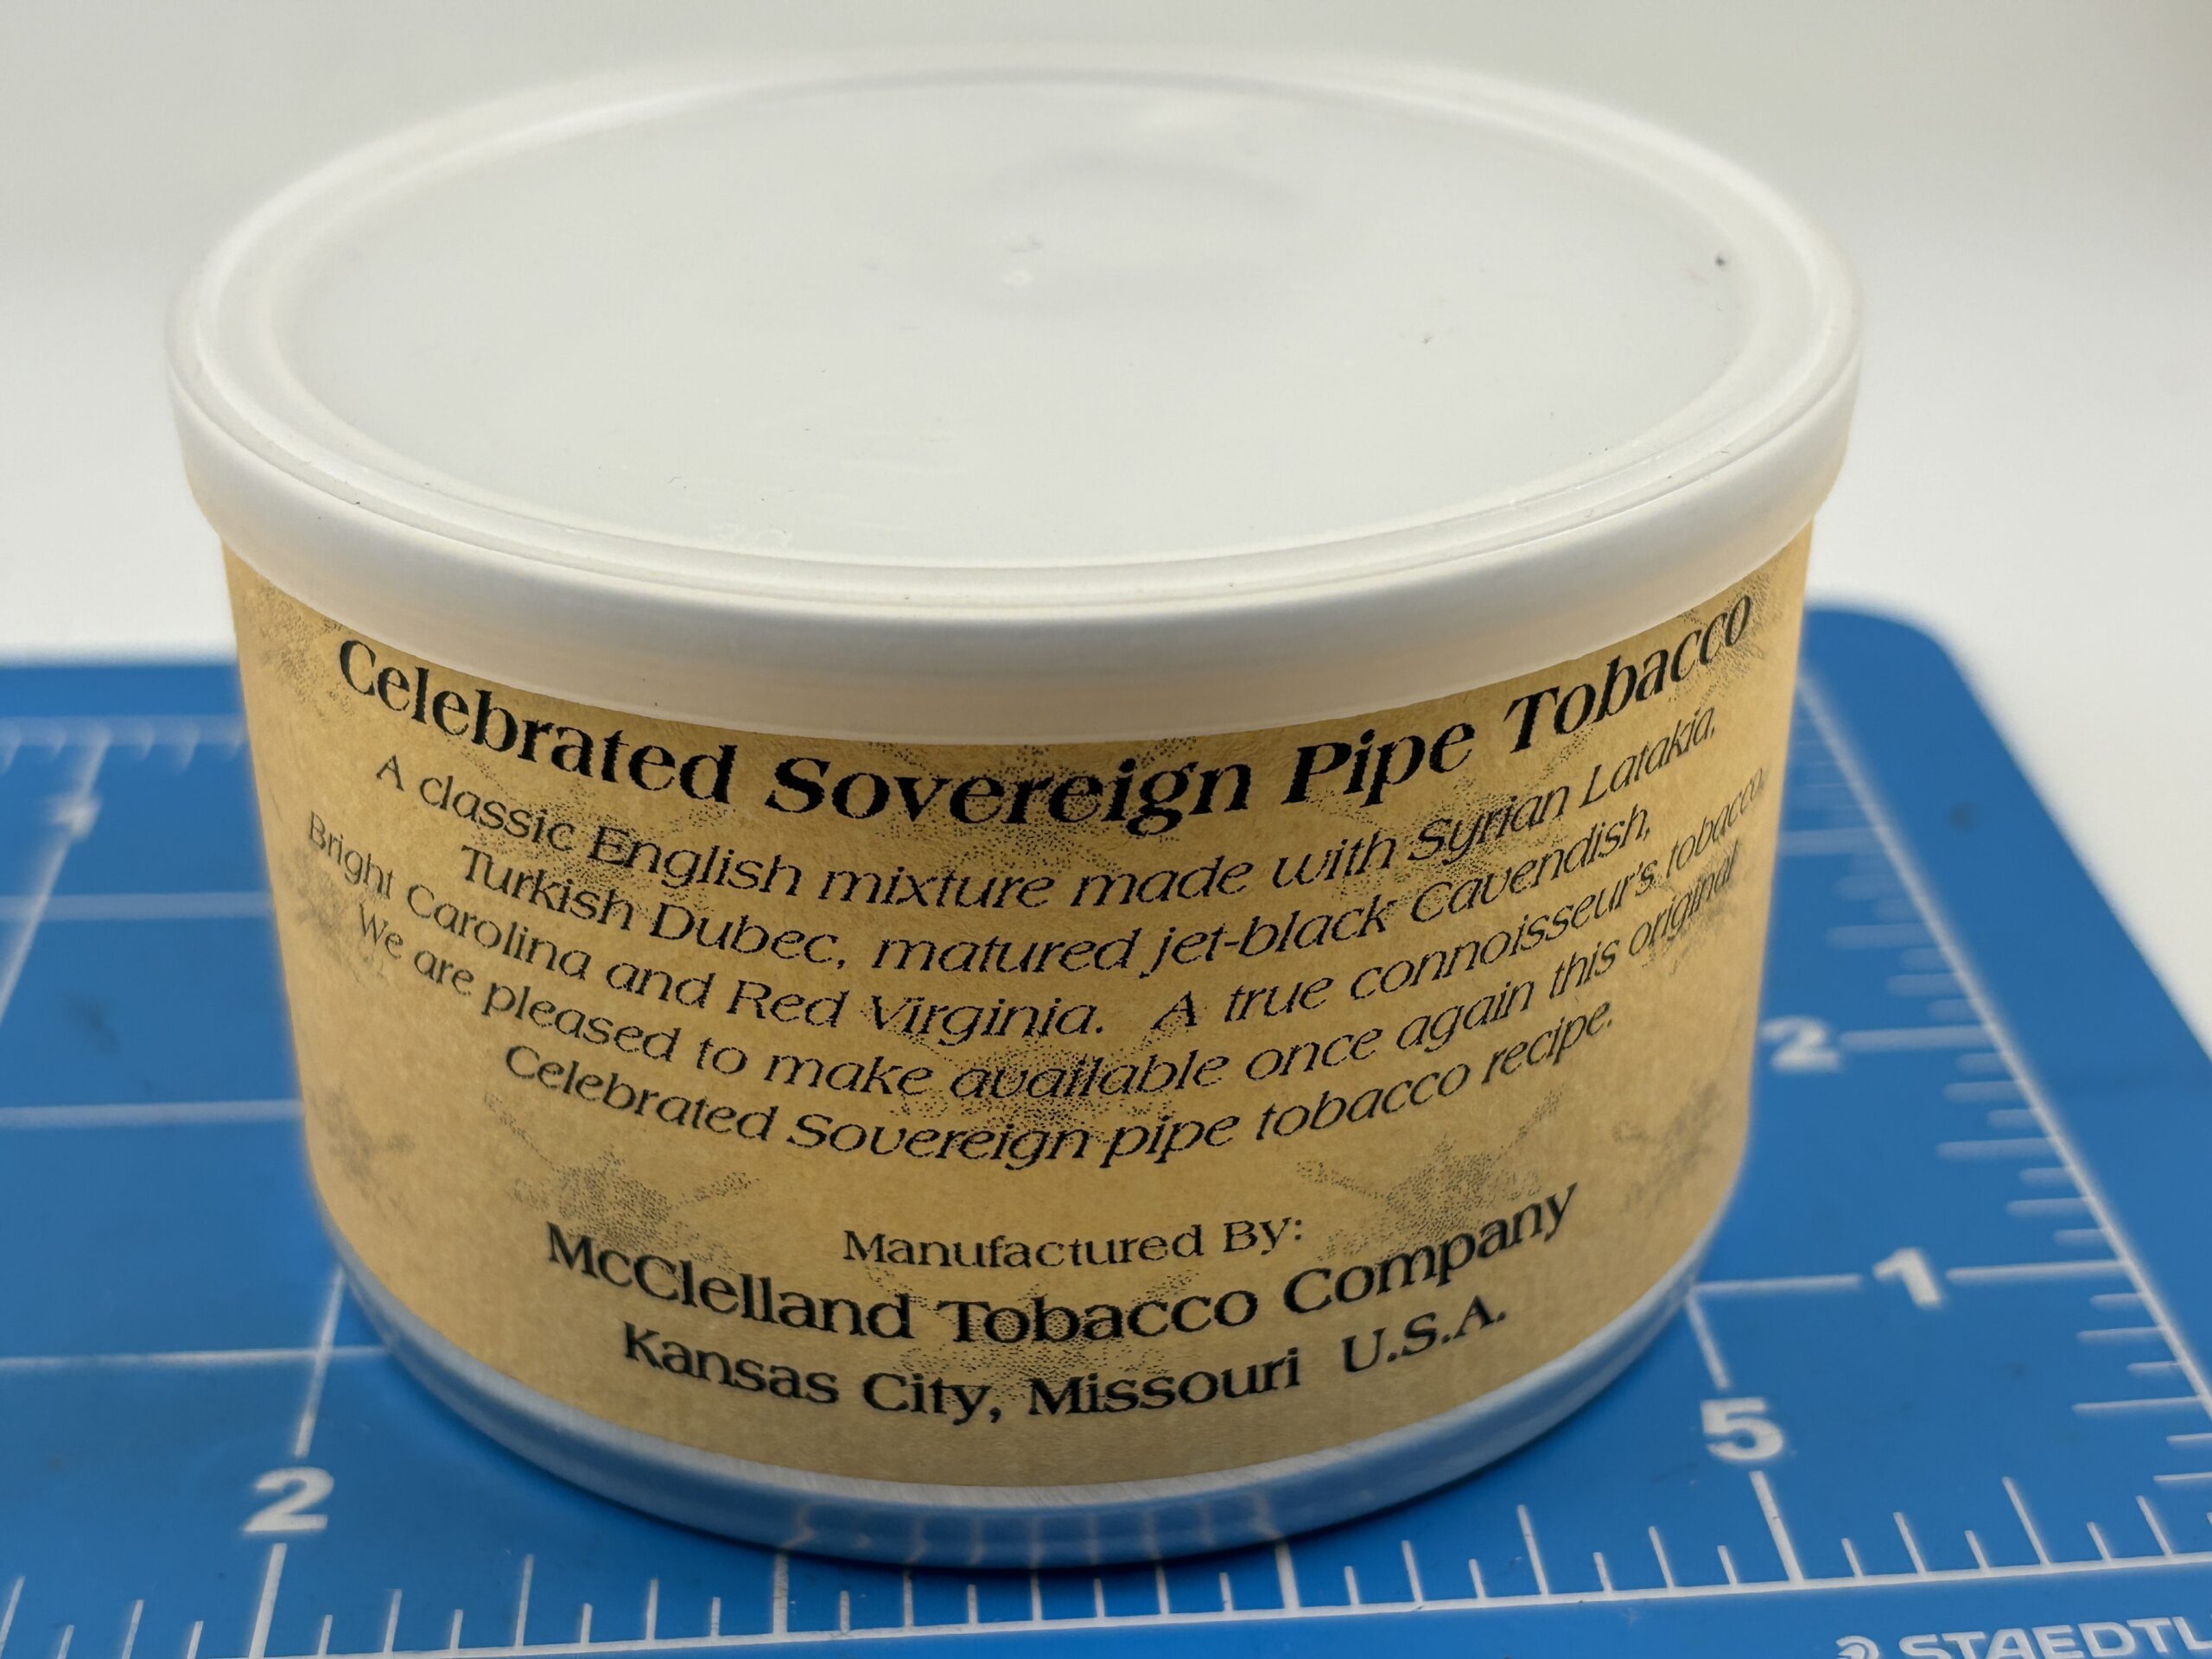 Celebrated Sovereign Pipe Tobacco
A classic English mixture made with Syrian Latakia,
Turkish Dubec, matured jet-black Cavendish,
Bright Carolina and Red Virginia. A true connoisseur's tobacco.
We are pleased to make available once again this original
Celebrated Sovereign pipe tobacco recipe.
Manufactured By:
McClelland Tobacco Company
Kansas City, Missouri U.S.A.
2
1
5
2
STAEDTL